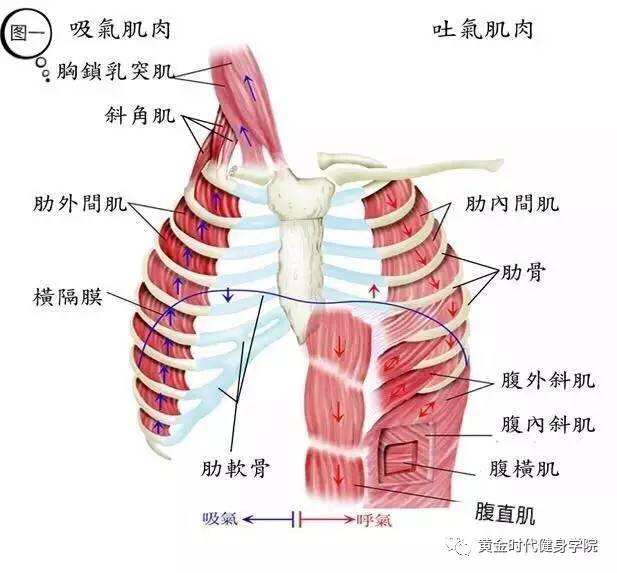 图一
吸氣肌肉
吐氣肌肉
胸鎖乳突肌
斜角肌
肋外間肌
肋內間肌
肋骨
橫隔膜
腹外斜肌
腹內斜肌
肋軟骨
腹橫肌
腹直肌
吸氣
呼氣
黄金时代健身学院